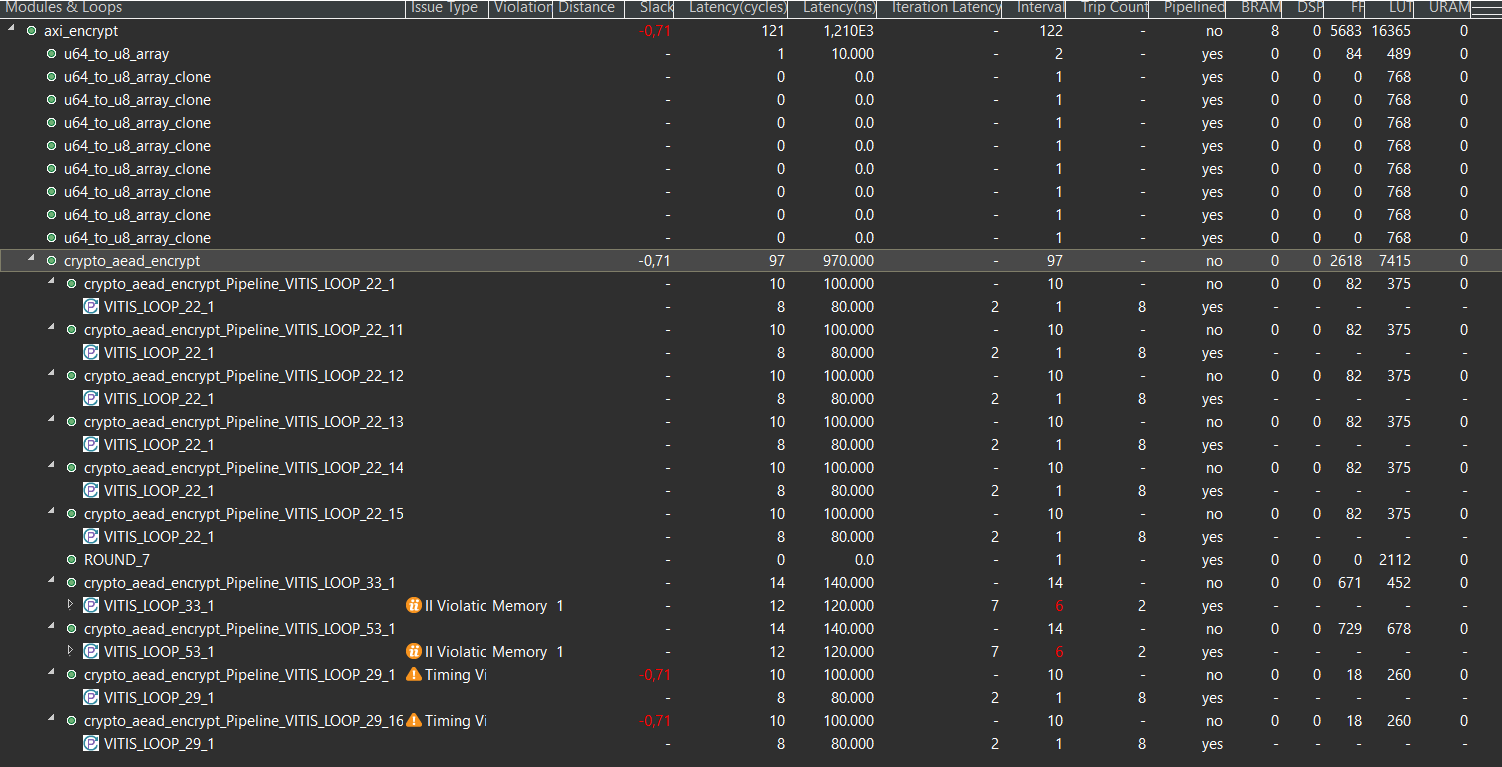 Modules & Loops Issue Type Violation Distance Slack Latency(cycles) Latency(ns) Iteration Latency Interval Trip Count Pipelined BRAM DSP FF LUT URAM
axi_encrypt -0,71 121 1,210E3 - 122 - no 8 0 5683 16365 0
u64_to_u8_array - 1 10.000 - 2 - yes 0 0 84 489 0
u64_to_u8_array_clone - 0 0.0 - 1 - yes 0 0 0 768 0
u64_to_u8_array_clone - 0 0.0 - 1 - yes 0 0 0 768 0
u64_to_u8_array_clone - 0 0.0 - 1 - yes 0 0 0 768 0
u64_to_u8_array_clone - 0 0.0 - 1 - yes 0 0 0 768 0
u64_to_u8_array_clone - 0 0.0 - 1 - yes 0 0 0 768 0
u64_to_u8_array_clone - 0 0.0 - 1 - yes 0 0 0 768 0
u64_to_u8_array_clone - 0 0.0 - 1 - yes 0 0 0 768 0
u64_to_u8_array_clone - 0 0.0 - 1 - yes 0 0 0 768 0
crypto_aead_encrypt -0,71 97 970.000 - 97 - no 0 0 2618 7415 0
crypto_aead_encrypt_Pipeline_VITIS_LOOP_22_1 - 10 100.000 - 10 - no 0 0 82 375 0
VITIS_LOOP_22_1 - 8 80.000 2 1 8 yes - - - - -
crypto_aead_encrypt_Pipeline_VITIS_LOOP_22_11 - 10 100.000 - 10 - no 0 0 82 375 0
VITIS_LOOP_22_1 - 8 80.000 2 1 8 yes - - - - -
crypto_aead_encrypt_Pipeline_VITIS_LOOP_22_12 - 10 100.000 - 10 - no 0 0 82 375 0
VITIS_LOOP_22_1 - 8 80.000 2 1 8 yes - - - - -
crypto_aead_encrypt_Pipeline_VITIS_LOOP_22_13 - 10 100.000 - 10 - no 0 0 82 375 0
VITIS_LOOP_22_1 - 8 80.000 2 1 8 yes - - - - -
crypto_aead_encrypt_Pipeline_VITIS_LOOP_22_14 - 10 100.000 - 10 - no 0 0 82 375 0
VITIS_LOOP_22_1 - 8 80.000 2 1 8 yes - - - - -
crypto_aead_encrypt_Pipeline_VITIS_LOOP_22_15 - 10 100.000 - 10 - no 0 0 82 375 0
VITIS_LOOP_22_1 - 8 80.000 2 1 8 yes - - - - -
ROUND_7 - 0 0.0 - 1 - yes 0 0 0 2112 0
crypto_aead_encrypt_Pipeline_VITIS_LOOP_33_1 - 14 140.000 - 14 - no 0 0 671 452 0
VITIS_LOOP_33_1 II Violatic Memory 1 - 12 120.000 7 6 2 yes - - - - -
crypto_aead_encrypt_Pipeline_VITIS_LOOP_53_1 - 14 140.000 - 14 - no 0 0 729 678 0
VITIS_LOOP_53_1 II Violatic Memory 1 - 12 120.000 7 6 2 yes - - - - -
crypto_aead_encrypt_Pipeline_VITIS_LOOP_29_1 Timing Vi -0,71 10 100.000 - 10 - no 0 0 18 260 0
VITIS_LOOP_29_1 - 8 80.000 2 1 8 yes - - - - -
crypto_aead_encrypt_Pipeline_VITIS_LOOP_29_16 Timing Vi -0,71 10 100.000 - 10 - no 0 0 18 260 0
VITIS_LOOP_29_1 - 8 80.000 2 1 8 yes - - - - -